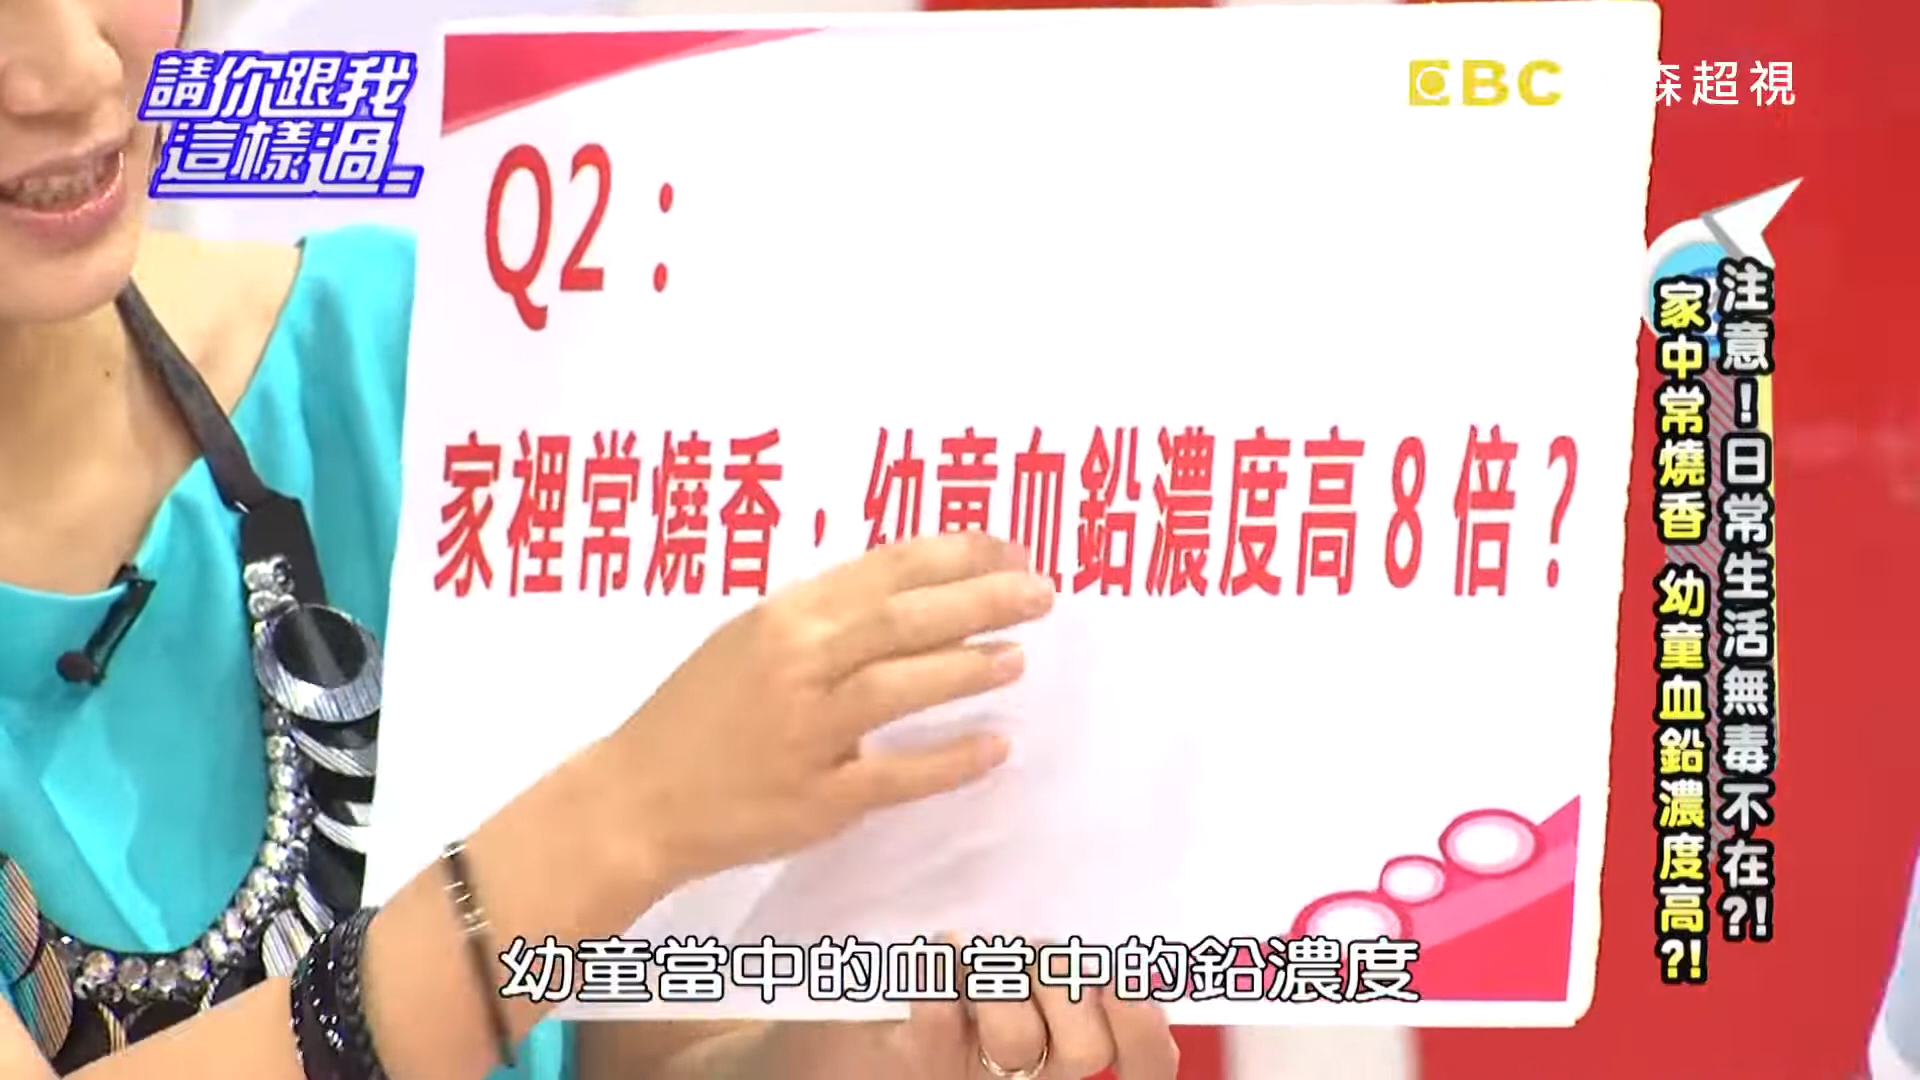 請你跟我
這樣過
EBC 森超視
Q2：
家裡常燒香，幼童血鉛濃度高8倍？
注意！日常生活無毒不在?!
家中常燒香 幼童血鉛濃度高?!
幼童當中的血當中的鉛濃度